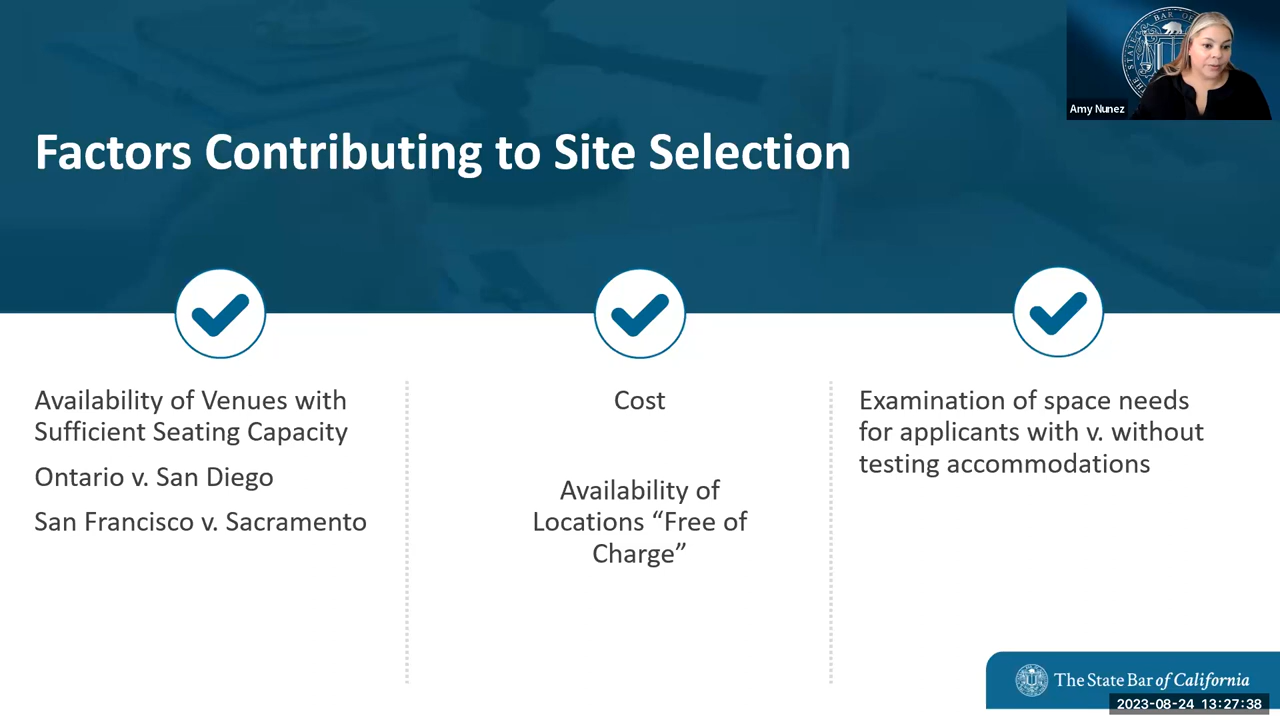 Amy Nunez
Factors Contributing to Site Selection
Availability of Venues with
Sufficient Seating Capacity
Ontario v. San Diego
San Francisco v. Sacramento
Cost
Availability of
Locations “Free of
Charge”
Examination of space needs
for applicants with v. without
testing accommodations
The State Bar of California
2023-08-24 13:27:38